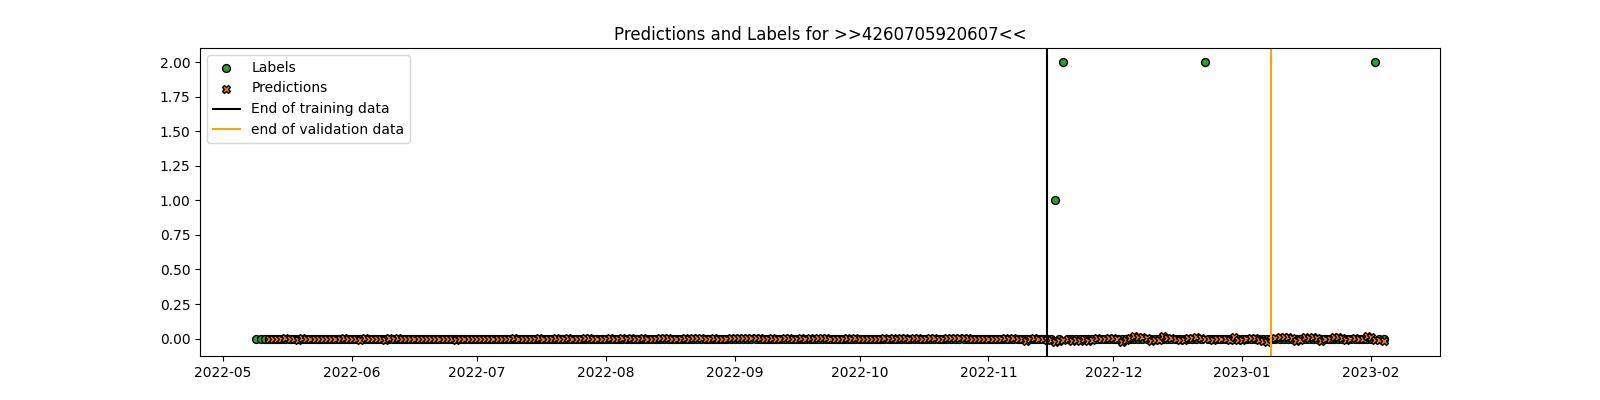 Predictions and Labels for >>4260705920607<<
Labels
Predictions
End of training data
end of validation data
2.00
1.75
1.50
1.25
1.00
0.75
0.50
0.25
0.00
2022-05 2022-06 2022-07 2022-08 2022-09 2022-10 2022-11 2022-12 2023-01 2023-02